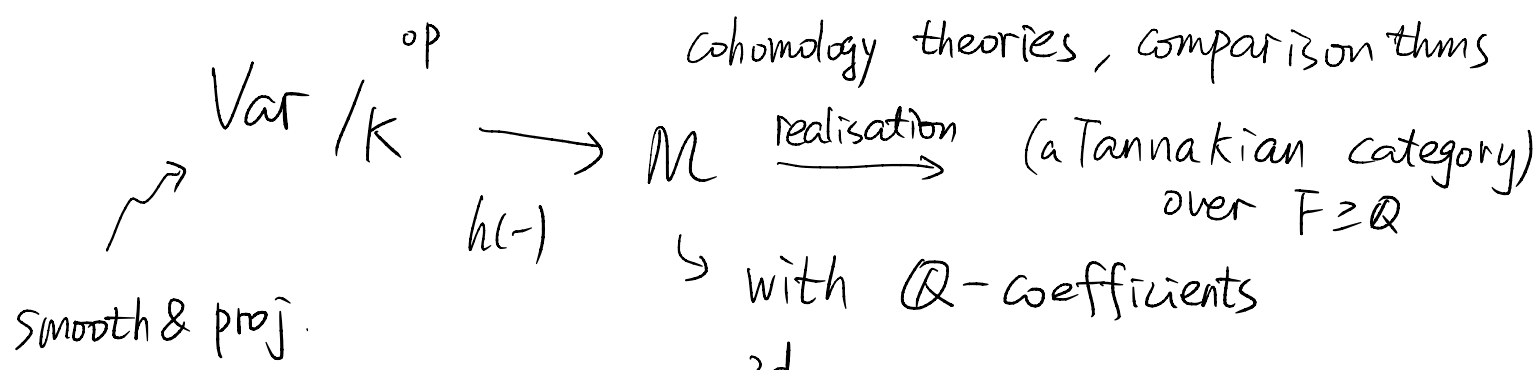 cohomology theories, comparison thms
Var /k op → M realisation → (a Tannakian category)
h(-) over F ≥ Q
↳ with Q-coefficients
smooth & proj.